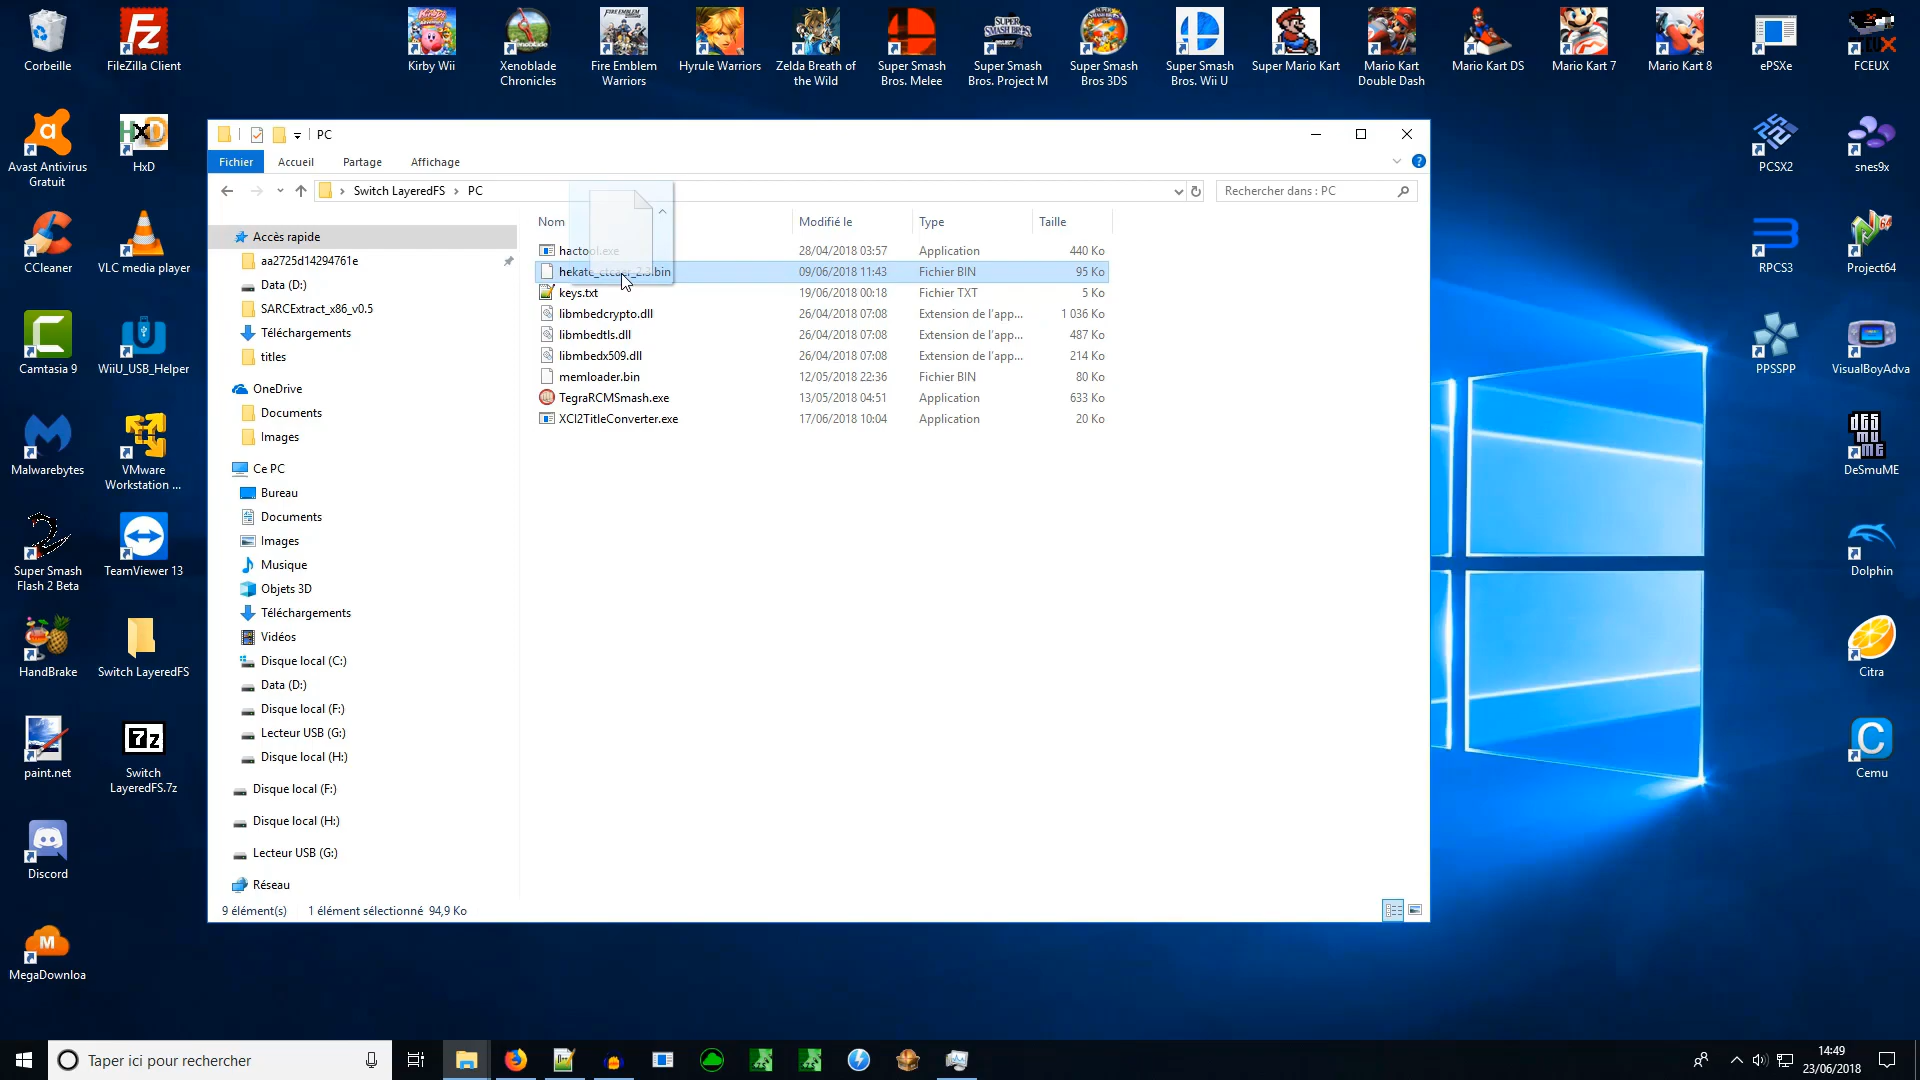 Corbeille
FileZilla Client
Kirby Wii
Xenoblade
Chronicles
Fire Emblem
Warriors
Hyrule Warriors
Zelda Breath of
the Wild
Super Smash
Bros. Melee
Super Smash
Bros. Project M
Super Smash
Bros 3DS
Super Smash
Bros. Wii U
Super Mario Kart
Mario Kart
Double Dash
Mario Kart DS
Mario Kart 7
Mario Kart 8
ePSXe
FCEUX
Avast Antivirus
Gratuit
HxD
PCSX2
snes9x
CCleaner
VLC media player
RPCS3
Project64
Camtasia 9
WiiU_USB_Helper
PPSSPP
VisualBoyAdva
Malwarebytes
VMware
Workstation ...
DeSmuME
Super Smash
Flash 2 Beta
TeamViewer 13
Dolphin
HandBrake
Switch LayeredFS
Citra
paint.net
Switch
LayeredFS.7z
Cemu
Discord
MegaDownloa
PC
Fichier
Accueil
Partage
Affichage
Switch LayeredFS
PC
Rechercher dans : PC
Accès rapide
aa2725d14294761e
Data (D:)
SARCExtract_x86_v0.5
Téléchargements
titles
OneDrive
Documents
Images
Ce PC
Bureau
Documents
Images
Musique
Objets 3D
Téléchargements
Vidéos
Disque local (C:)
Data (D:)
Disque local (F:)
Lecteur USB (G:)
Disque local (H:)
Disque local (F:)
Disque local (H:)
Lecteur USB (G:)
Réseau
Nom Modifié le Type Taille
hactool.exe 28/04/2018 03:57 Application 440 Ko
09/06/2018 11:43 Fichier BIN 95 Ko
keys.txt 19/06/2018 00:18 Fichier TXT 5 Ko
libmbedcrypto.dll 26/04/2018 07:08 Extension de l'app... 1 036 Ko
libmbedtls.dll 26/04/2018 07:08 Extension de l'app... 487 Ko
libmbedx509.dll 26/04/2018 07:08 Extension de l'app... 214 Ko
memloader.bin 12/05/2018 22:36 Fichier BIN 80 Ko
TegraRCMSmash.exe 13/05/2018 04:51 Application 633 Ko
XCI2TitleConverter.exe 17/06/2018 10:04 Application 20 Ko
9 élément(s) 1 élément sélectionné 94,9 Ko
Taper ici pour rechercher
14:49
23/06/2018